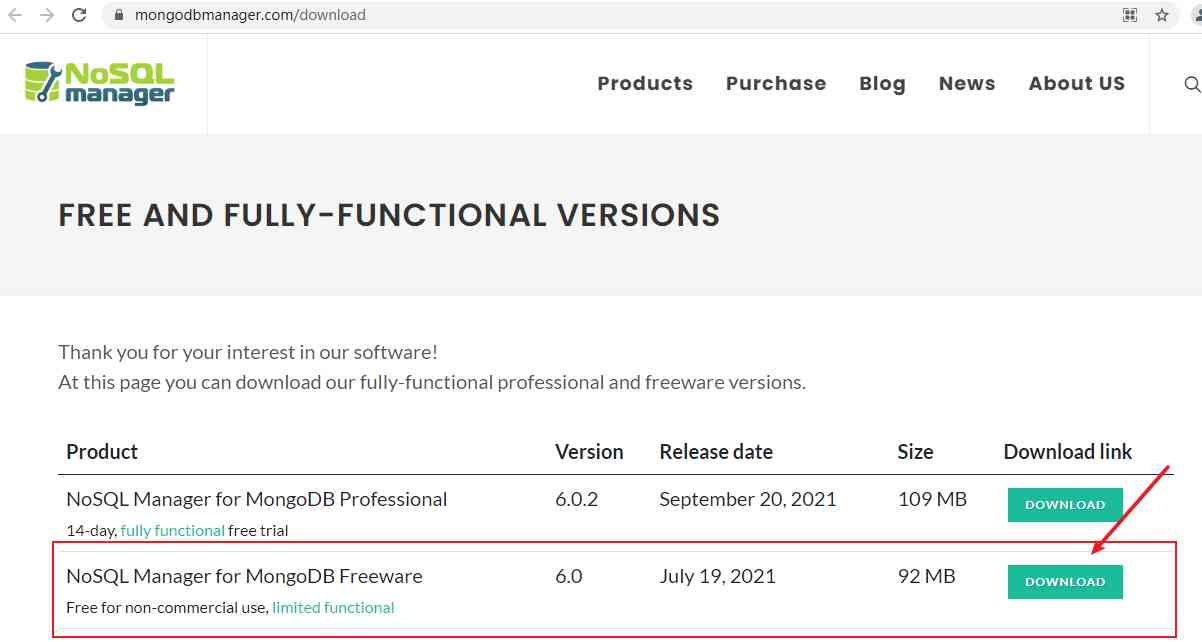 mongodbmanager.com/download
NoSQL
manager
Products Purchase Blog News About US
FREE AND FULLY-FUNCTIONAL VERSIONS
Thank you for your interest in our software!
At this page you can download our fully-functional professional and freeware versions.
Product Version Release date Size Download link
NoSQL Manager for MongoDB Professional 6.0.2 September 20, 2021 109 MB DOWNLOAD
14-day, fully functional free trial
NoSQL Manager for MongoDB Freeware 6.0 July 19, 2021 92 MB DOWNLOAD
Free for non-commercial use, limited functional